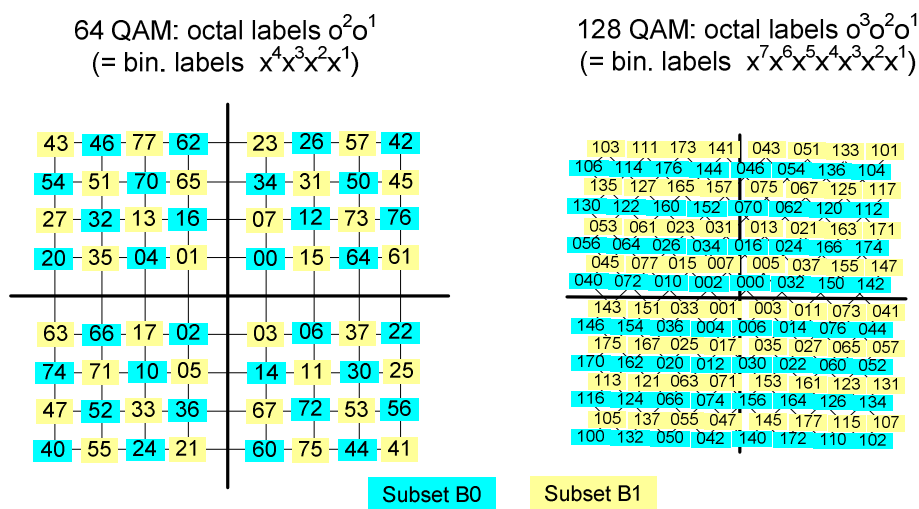 64 QAM: octal labels o²o¹
(= bin. labels x⁴x³x²x¹)
128 QAM: octal labels o³o²o¹
(= bin. labels x⁷x⁶x⁵x⁴x³x²x¹)
43 46 77 62 23 26 57 42
54 51 70 65 34 31 50 45
27 32 13 16 07 12 73 76
20 35 04 01 00 15 64 61
63 66 17 02 03 06 37 22
74 71 10 05 14 11 30 25
47 52 33 36 67 72 53 56
40 55 24 21 60 75 44 41
103 111 173 141 043 051 133 101
106 114 176 144 046 054 136 104
135 127 165 157 075 067 125 117
130 122 160 152 070 062 120 112
053 061 023 031 013 021 163 171
056 064 026 034 016 024 166 174
045 077 015 007 005 037 155 147
040 072 010 002 000 032 150 142
143 151 033 001 003 011 073 041
146 154 036 004 006 014 076 044
175 167 025 017 035 027 065 057
170 162 020 012 030 022 060 052
113 121 063 071 153 161 123 131
116 124 066 074 156 164 126 134
105 137 055 047 145 177 115 107
100 132 050 042 140 172 110 102
Subset B0
Subset B1